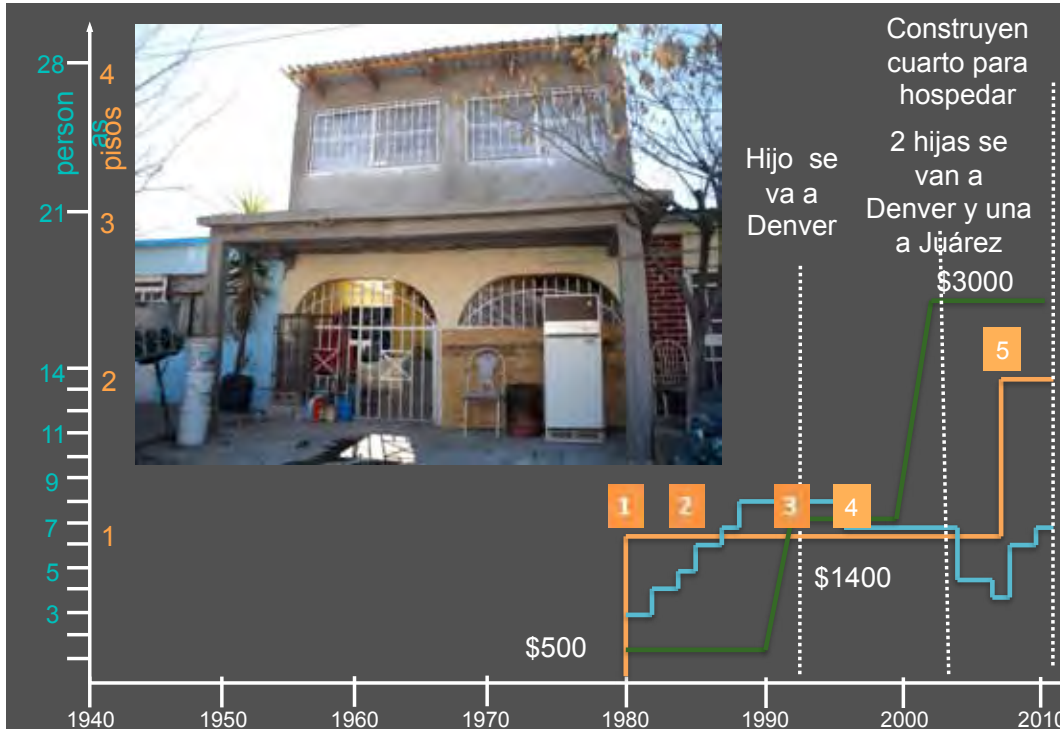 Construyen
cuarto para
hospedar
2 hijas se
van a
Denver y una
a Juárez
Hijo se
va a
Denver
$3000
$1400
$500
28
21
14
11
9
7
5
3
personas
pisos
4
3
2
1
1
2
3
4
5
1940
1950
1960
1970
1980
1990
2000
2010